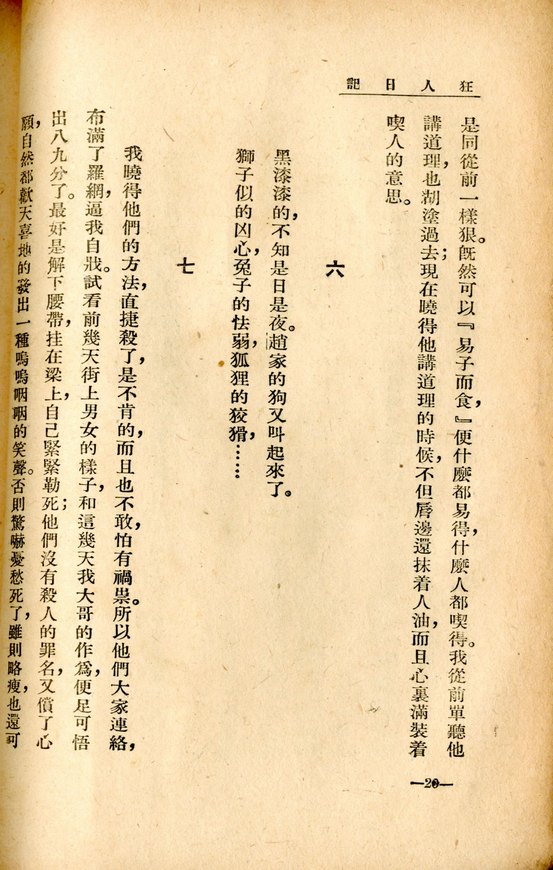 狂人日記
是同從前一樣狠。既然可以『易子而食，』便什麼都易得，什麼人都喫得。我從前單聽他
講道理，也糊塗過去；現在曉得他講道理的時候，不但唇邊還抹着人油，而且心裏滿裝着
喫人的意思。
六
黑漆漆的，不知是日是夜。趙家的狗又叫起來了。
獅子似的凶心，兔子的怯弱，狐狸的狡猾，……
七
我曉得他們的方法，直捷殺了，是不肯的，而且也不敢，怕有禍祟。所以他們大家連絡，
布滿了羅網，逼我自戕。試看前幾天街上男女的樣子，和這幾天我大哥的作爲，便足可悟
出八九分了。最好是解下腰帶，挂在梁上，自己緊緊勒死；他們沒有殺人的罪名，又償了心
願，自然都歡天喜地的發出一種嗚嗚咽咽的笑聲。否則驚嚇憂愁死了，雖則略瘦，也還可
—20—